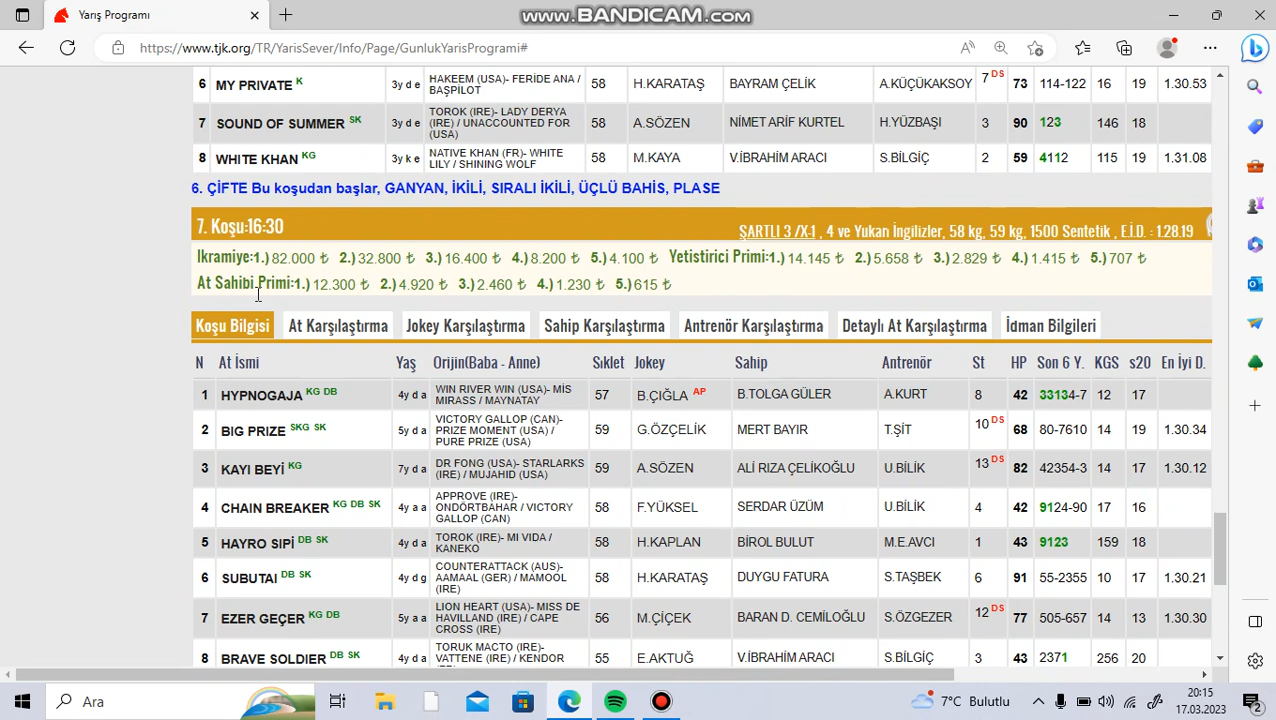 Yarış Programı
www.BANDICAM.com
https://www.tjk.org/TR/YarisSever/Info/Page/GunlukYarisProgrami#
6 MY PRIVATE K 3y d e HAKEEM (USA)- FERİDE ANA / BAŞPİLOT 58 H.KARATAŞ BAYRAM ÇELİK A.KÜÇÜKAKSOY 7 DS 73 114-122 16 19 1.30.53
7 SOUND OF SUMMER SK 3y d e TOROK (IRE)- LADY DERYA (IRE) / UNACCOUNTED FOR (USA) 58 A.SÖZEN NİMET ARİF KURTEL H.YÜZBAŞI 3 90 123 146 18
8 WHITE KHAN KG 3y k e NATIVE KHAN (FR)- WHITE LILY / SHINING WOLF 58 M.KAYA V.İBRAHİM ARACI S.BİLGİÇ 2 59 4112 115 19 1.31.08
6. ÇİFTE Bu koşudan başlar, GANYAN, İKİLİ, SIRALI İKİLİ, ÜÇLÜ BAHİS, PLASE
7. Koşu:16:30
ŞARTLI 3 /X-1 , 4 ve Yukarı İngilizler, 58 kg, 59 kg, 1500 Sentetik , E.İ.D. : 1.28.19
Ikramiye:1.) 82.000 ₺ 2.) 32.800 ₺ 3.) 16.400 ₺ 4.) 8.200 ₺ 5.) 4.100 ₺ Yetistirici Primi:1.) 14.145 ₺ 2.) 5.658 ₺ 3.) 2.829 ₺ 4.) 1.415 ₺ 5.) 707 ₺
At Sahibi Primi:1.) 12.300 ₺ 2.) 4.920 ₺ 3.) 2.460 ₺ 4.) 1.230 ₺ 5.) 615 ₺
Koşu Bilgisi At Karşılaştırma Jokey Karşılaştırma Sahip Karşılaştırma Antrenör Karşılaştırma Detaylı At Karşılaştırma İdman Bilgileri
N At İsmi Yaş Orijin(Baba - Anne) Sıklet Jokey Sahip Antrenör St HP Son 6 Y. KGS s20 En İyi D.
1 HYPNOGAJA KG DB 4y d a WIN RIVER WIN (USA)- MİS MIRASS / MAYNATAY 57 B.ÇIĞLA AP B.TOLGA GÜLER A.KURT 8 42 33134-7 12 17
2 BIG PRIZE SKG SK 5y d a VICTORY GALLOP (CAN)- PRIZE MOMENT (USA) / PURE PRIZE (USA) 59 G.ÖZÇELİK MERT BAYIR T.ŞİT 10 DS 68 80-7610 14 19 1.30.34
3 KAYI BEYİ KG 7y d a DR FONG (USA)- STARLARKS (IRE) / MUJAHID (USA) 59 A.SÖZEN ALİ RIZA ÇELİKOĞLU U.BİLİK 13 DS 82 42354-3 14 17 1.30.12
4 CHAIN BREAKER KG DB SK 4y a a APPROVE (IRE)- ONDÖRTBAHAR / VICTORY GALLOP (CAN) 58 F.YÜKSEL SERDAR ÜZÜM U.BİLİK 4 42 9124-90 17 16
5 HAYRO SIPİ DB SK 4y d a TOROK (IRE)- MI VIDA / KANEKO 58 H.KAPLAN BİROL BULUT M.E.AVCI 1 43 9123 159 18
6 SUBUTAI DB SK 4y d g COUNTERATTACK (AUS)- AAMAAL (GER) / MAMOOL (IRE) 58 H.KARATAŞ DUYGU FATURA S.TAŞBEK 6 91 55-2355 10 17 1.30.21
7 EZER GEÇER KG DB 5y a a LION HEART (USA)- MISS DE HAVILLAND (IRE) / CAPE CROSS (IRE) 56 M.ÇİÇEK BARAN D. CEMİLOĞLU S.ÖZGEZER 12 DS 77 505-657 14 13 1.30.30
8 BRAVE SOLDIER DB SK 4y d a TORUK MACTO (IRE)- VATTENE (IRE) / KENDOR 55 E.AKTUĞ V.İBRAHİM ARACI S.BİLGİÇ 3 43 2371 256 20
Ara 7°C Bulutlu 20:15
17.03.2023 2